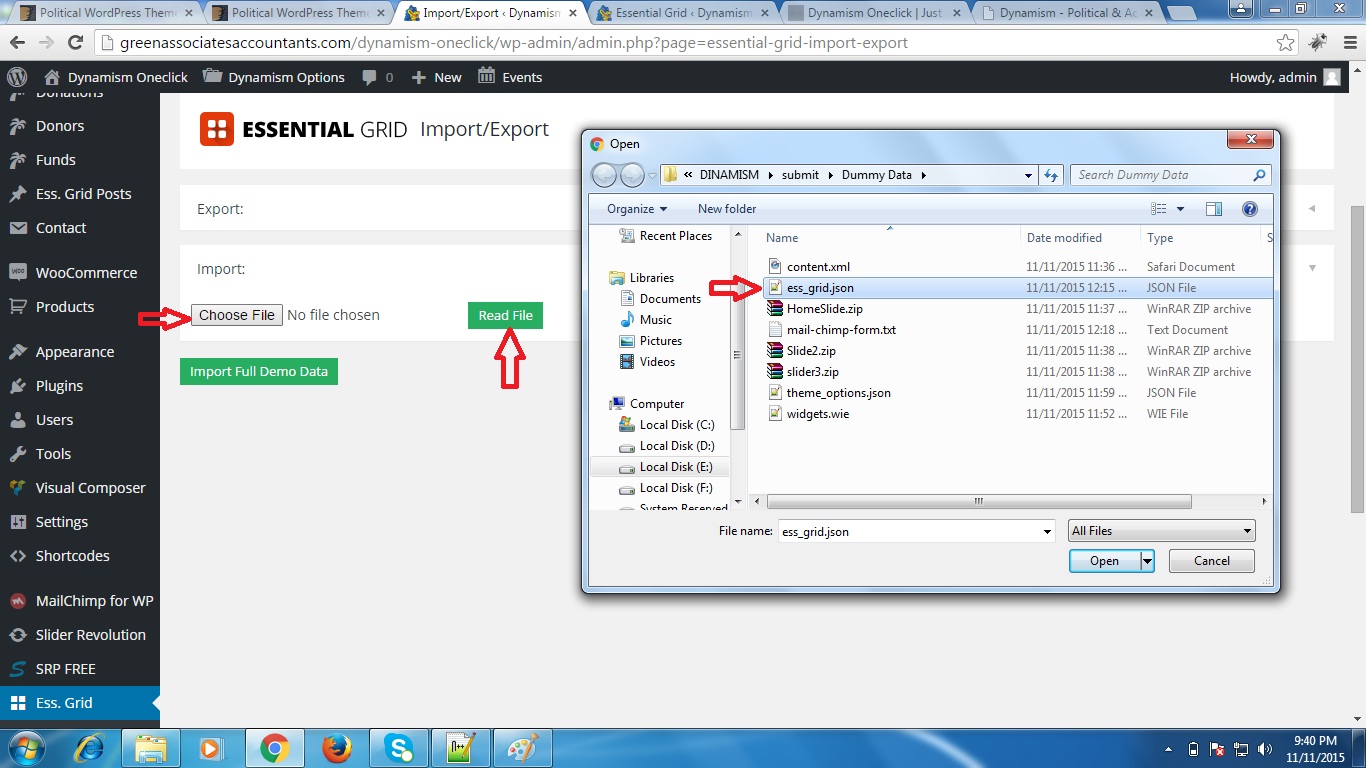 Political WordPress Theme
Political WordPress Theme
Import/Export ‹ Dynamism
Essential Grid ‹ Dynamism
Dynamism Oneclick | Just
Dynamism - Political & Ac
greenassociatesaccountants.com/dynamism-oneclick/wp-admin/admin.php?page=essential-grid-import-export
Dynamism Oneclick
Dynamism Options
0
New
Events
Howdy, admin
Donations
Donors
Funds
Ess. Grid Posts
Contact
WooCommerce
Products
Appearance
Plugins
Users
Tools
Visual Composer
Settings
Shortcodes
MailChimp for WP
Slider Revolution
SRP FREE
Ess. Grid
ESSENTIAL GRID Import/Export
Export:
Import:
Choose File No file chosen
Read File
Import Full Demo Data
Open
« DINAMISM submit Dummy Data
Search Dummy Data
Organize New folder
Recent Places
Libraries
Documents
Music
Pictures
Videos
Computer
Local Disk (C:)
Local Disk (D:)
Local Disk (E:)
Local Disk (F:)
System Reserved
Name Date modified Type S
content.xml 11/11/2015 11:36 ... Safari Document
ess_grid.json 11/11/2015 12:15 ... JSON File
HomeSlide.zip 11/11/2015 11:37 ... WinRAR ZIP archive
mail-chimp-form.txt 11/11/2015 12:18 ... Text Document
Slide2.zip 11/11/2015 11:38 ... WinRAR ZIP archive
slider3.zip 11/11/2015 11:38 ... WinRAR ZIP archive
theme_options.json 11/11/2015 11:59 ... JSON File
widgets.wie 11/11/2015 11:52 ... WIE File
File name: ess_grid.json
All Files
Open
Cancel
9:40 PM
11/11/2015